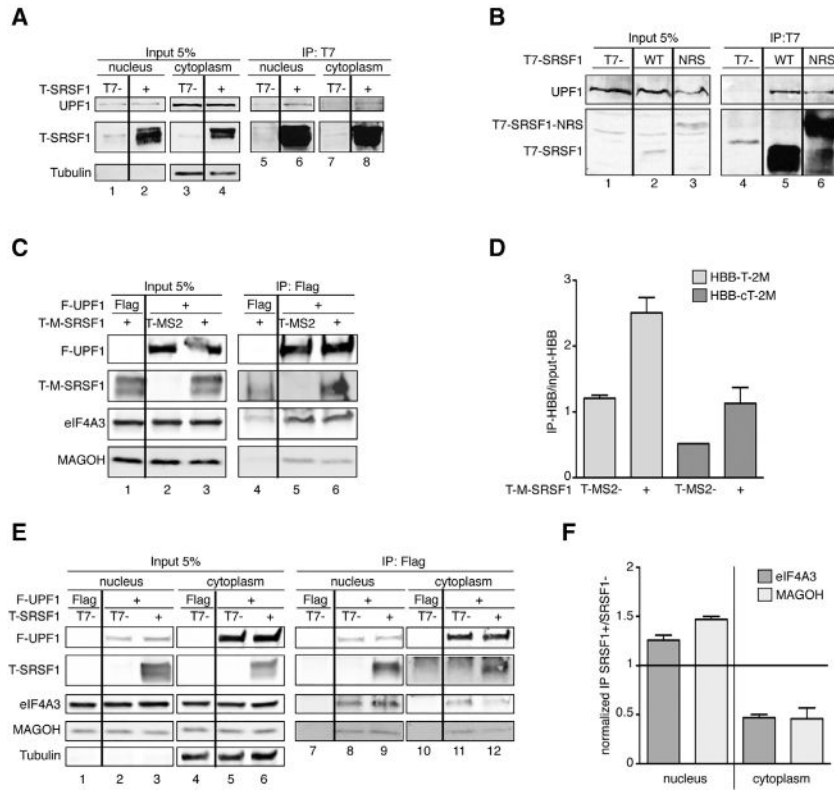 A
Input 5%
IP: T7
nucleus
cytoplasm
nucleus
cytoplasm
T-SRSF1
T7-
+
T7-
+
T7-
+
T7-
+
UPF1
T-SRSF1
Tubulin
1
2
3
4
5
6
7
8
B
Input 5%
IP:T7
T7-SRSF1
T7-
WT
NRS
T7-
WT
NRS
UPF1
T7-SRSF1-NRS
T7-SRSF1
1
2
3
4
5
6
C
Input 5%
IP: Flag
F-UPF1
Flag
+
Flag
+
T-M-SRSF1
+
T-MS2
+
+
T-MS2
+
F-UPF1
T-M-SRSF1
eIF4A3
MAGOH
1
2
3
4
5
6
D
HBB-T-2M
HBB-cT-2M
IP-HBB/input-HBB
3
2
1
0
T-M-SRSF1
T-MS2-
+
T-MS2-
+
E
Input 5%
IP: Flag
nucleus
cytoplasm
nucleus
cytoplasm
F-UPF1
Flag
+
Flag
+
Flag
+
Flag
+
T-SRSF1
T7-
T7-
+
T7-
T7-
+
T7-
T7-
+
T7-
T7-
+
F-UPF1
T-SRSF1
eIF4A3
MAGOH
Tubulin
1
2
3
4
5
6
7
8
9
10
11
12
F
eIF4A3
MAGOH
normalized IP SRSF1+/SRSF1-
2
1.5
1
0.5
0
nucleus
cytoplasm